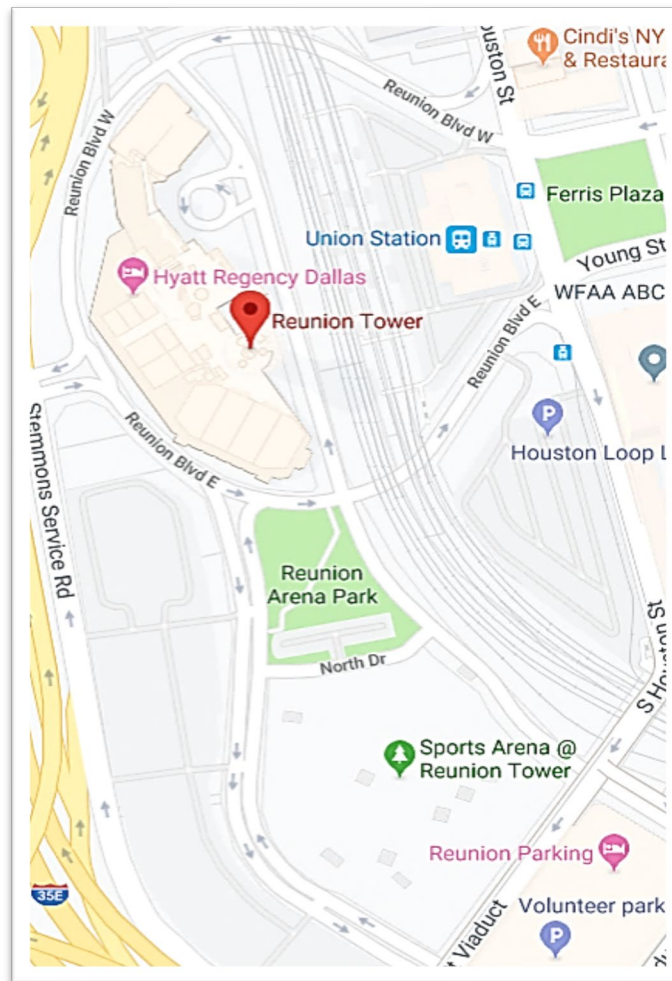 Cindi's NY
& Restaura
ouston St
Reunion Blvd W
Reunion Blvd W
Ferris Plaza
Union Station
Young St
Hyatt Regency Dallas
WFAA ABC
Reunion Tower
Reunion Blvd E
P
Houston Loop L
Reunion Blvd E
Stemmons Service Rd
Reunion
Arena Park
North Dr
S Houston St
Sports Arena @
Reunion Tower
Reunion Parking
35E
Volunteer park
P
t Viaduct